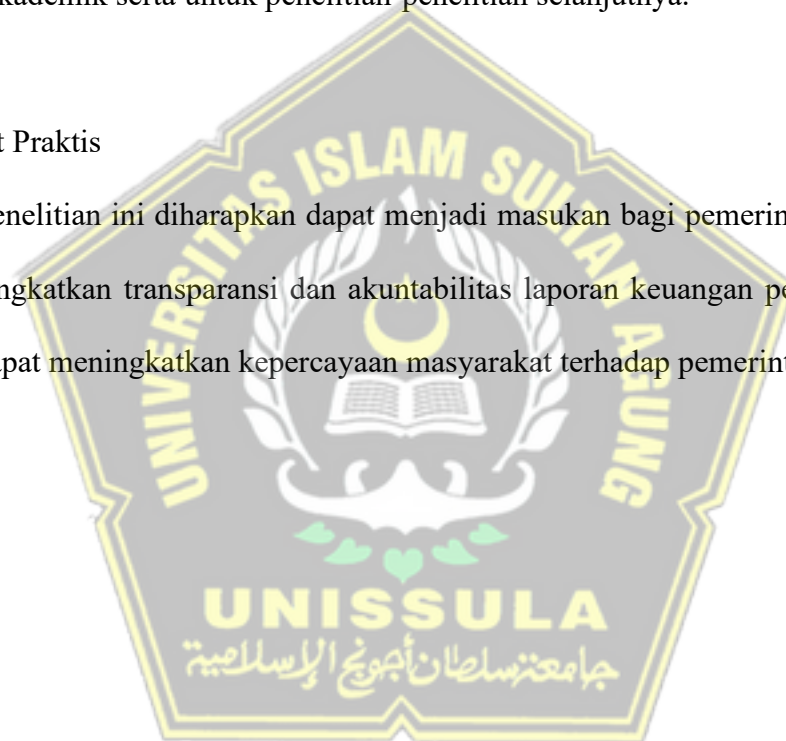 kademik serta untuk penelitian-penelitian selanjutnya.
t Praktis
enelitian ini diharapkan dapat menjadi masukan bagi pemerin
ngkatkan transparansi dan akuntabilitas laporan keuangan pe
apat meningkatkan kepercayaan masyarakat terhadap pemerint
UNIVERSITAS ISLAM SULTAN AGUNG
UNISSULA
جامعة سلطان أجونج الإسلامية